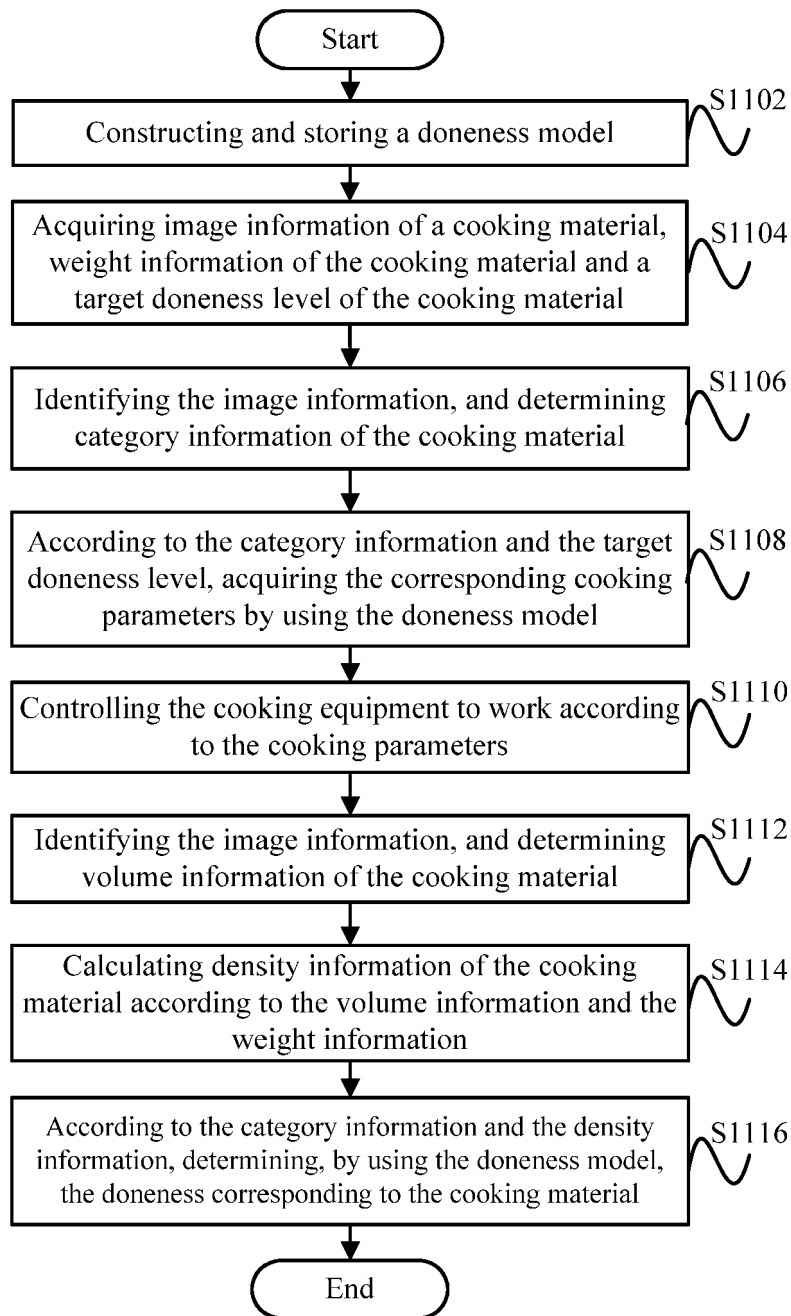 Start
S1102
Constructing and storing a doneness model
S1104
Acquiring image information of a cooking material,
weight information of the cooking material and a
target doneness level of the cooking material
S1106
Identifying the image information, and determining
category information of the cooking material
S1108
According to the category information and the target
doneness level, acquiring the corresponding cooking
parameters by using the doneness model
S1110
Controlling the cooking equipment to work according
to the cooking parameters
S1112
Identifying the image information, and determining
volume information of the cooking material
S1114
Calculating density information of the cooking
material according to the volume information and the
weight information
S1116
According to the category information and the density
information, determining, by using the doneness model,
the doneness corresponding to the cooking material
End